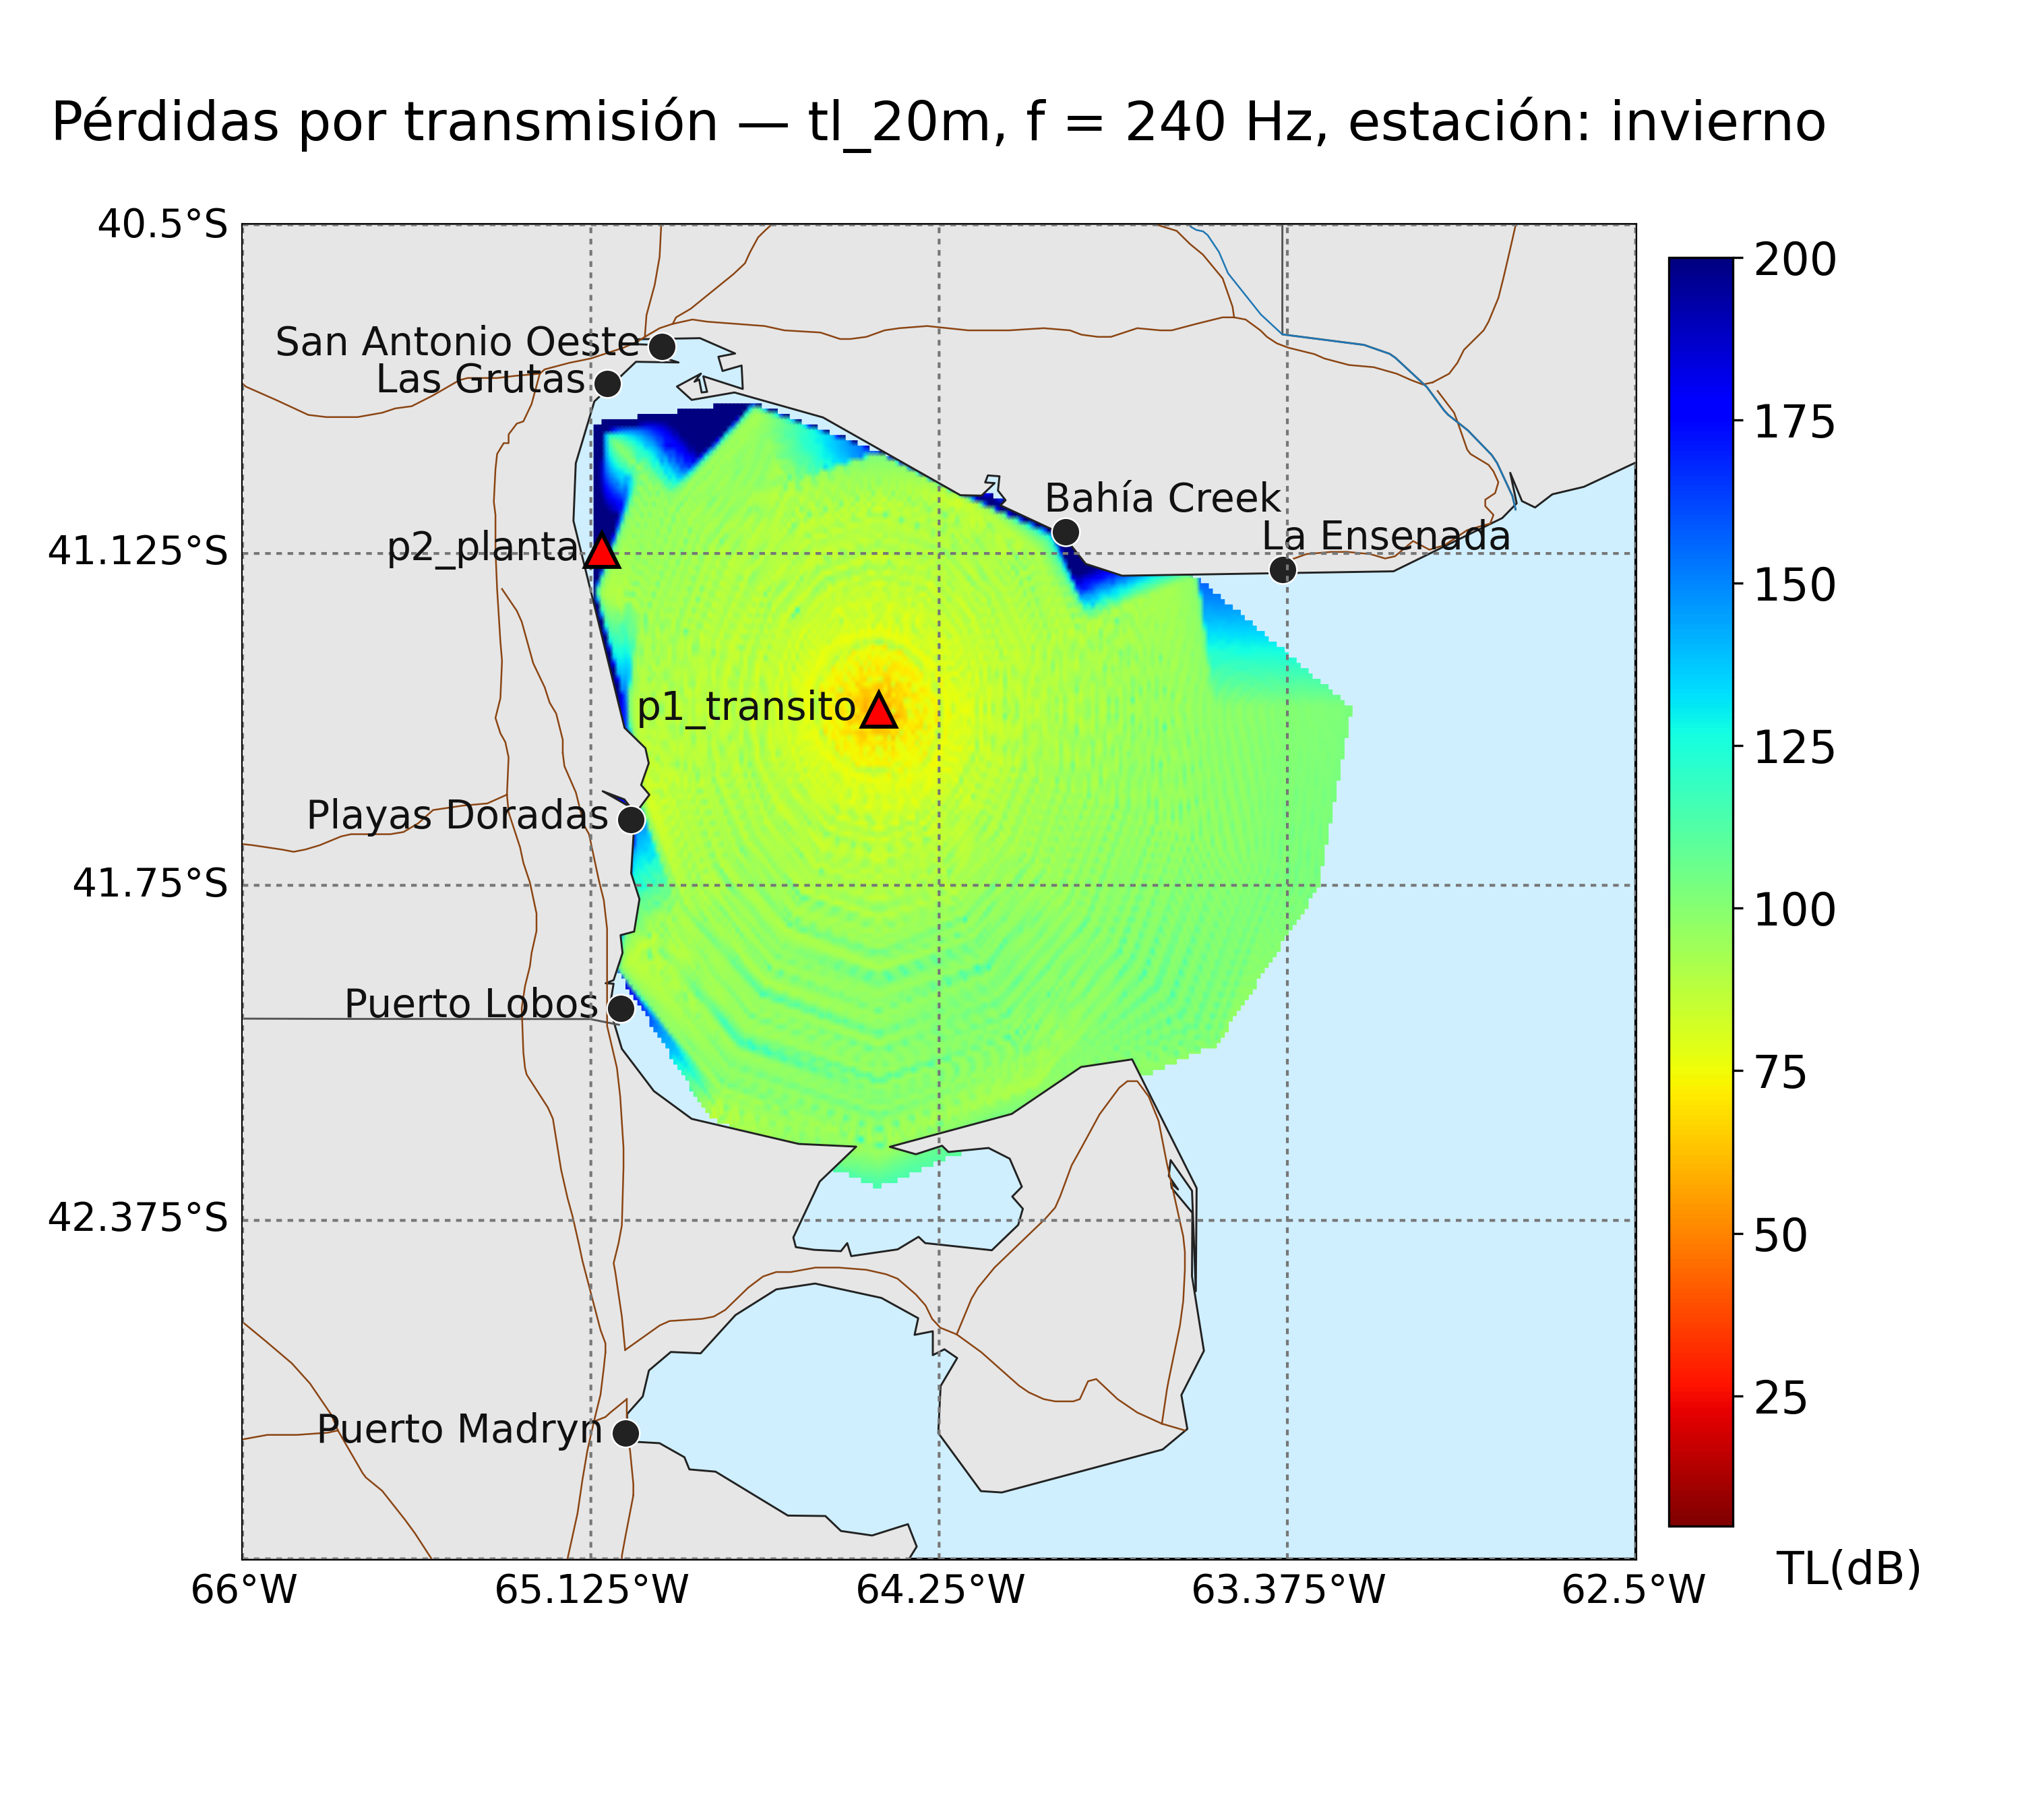 Pérdidas por transmisión — tl_20m, f = 240 Hz, estación: invierno
40.5°S
41.125°S
41.75°S
42.375°S
San Antonio Oeste
Las Grutas
Bahía Creek
La Ensenada
p2_planta
p1_transito
Playas Doradas
Puerto Lobos
Puerto Madryn
66°W
65.125°W
64.25°W
63.375°W
62.5°W
200
175
150
125
100
75
50
25
TL(dB)